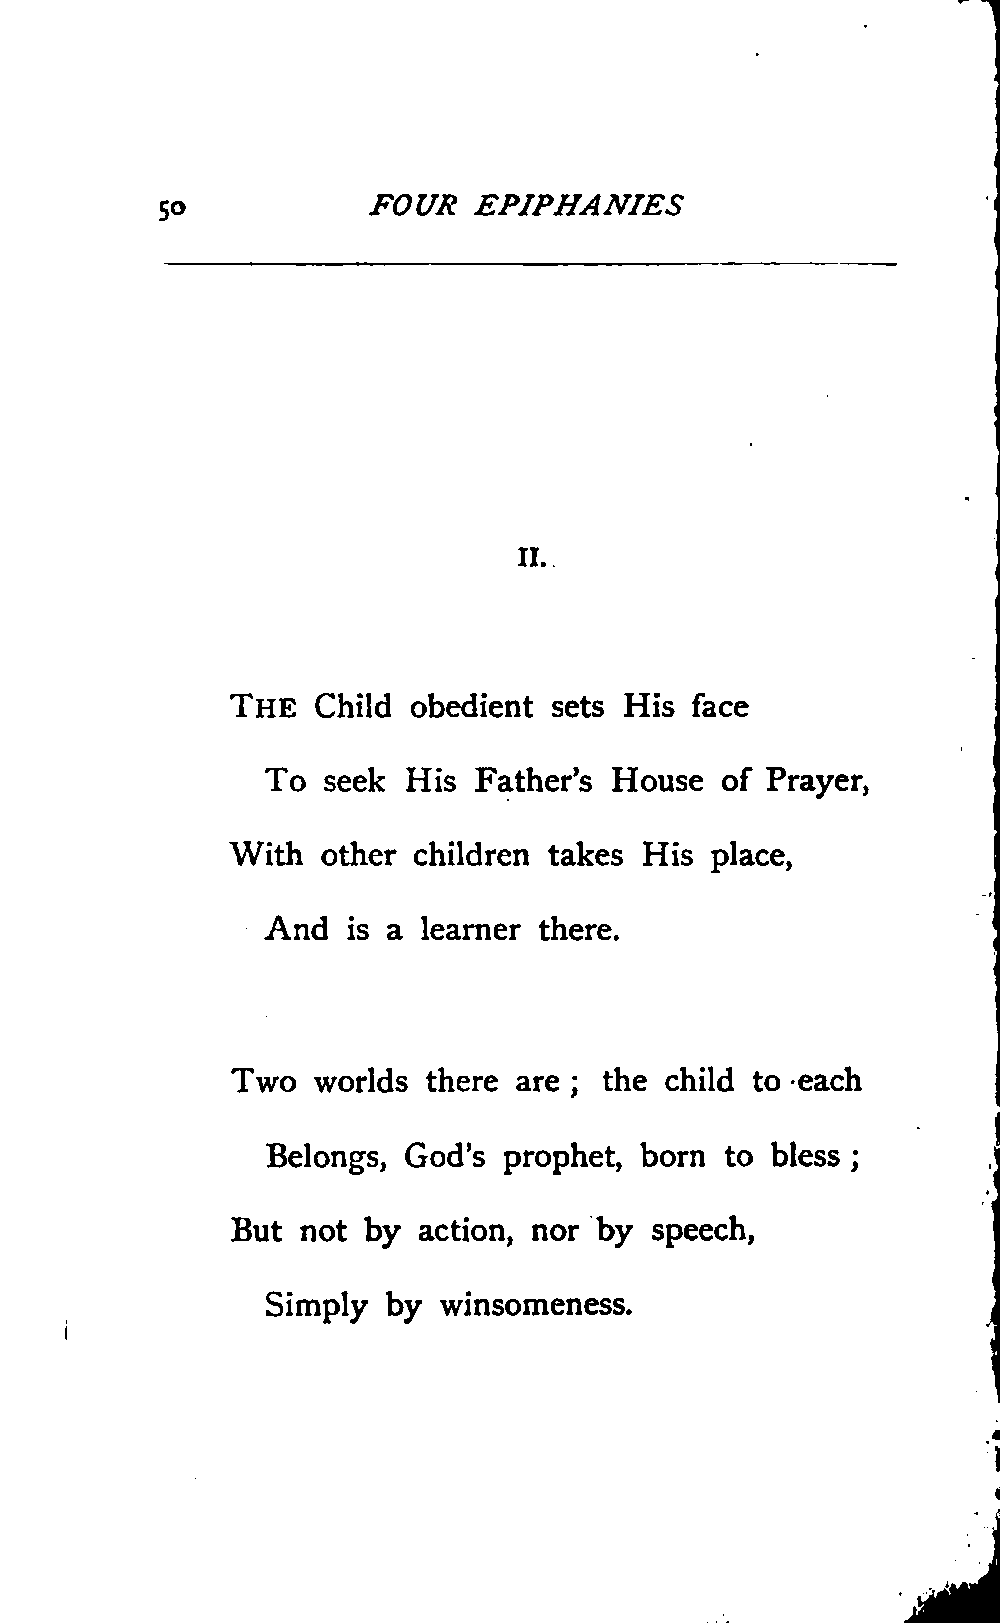 50 FOUR EPIPHANIES
II.
THE Child obedient sets His face
To seek His Father's House of Prayer,
With other children takes His place,
And is a learner there.
Two worlds there are ; the child to each
Belongs, God's prophet, born to bless ;
But not by action, nor by speech,
Simply by winsomeness.